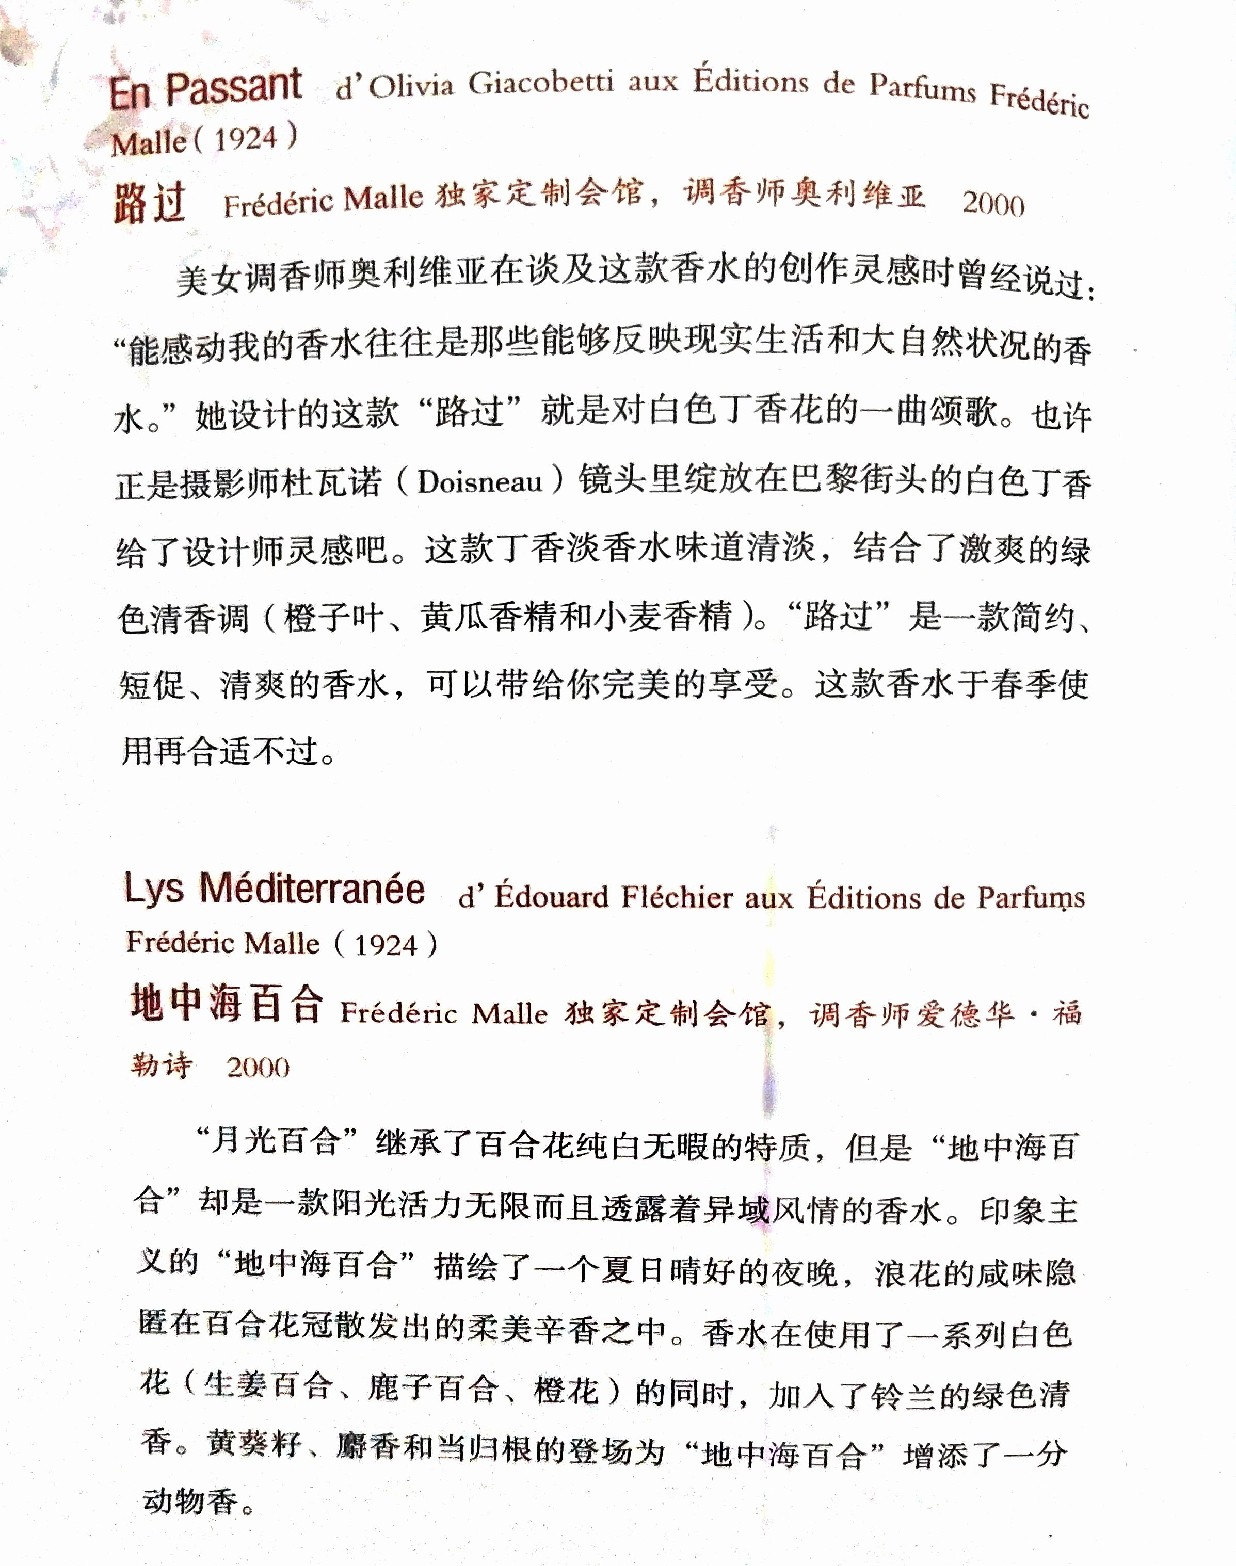 En Passant d’Olivia Giacobetti aux Éditions de Parfums Frédéric
Malle（1924）
路过 Frédéric Malle 独家定制会馆，调香师奥利维亚 2000
美女调香师奥利维亚在谈及这款香水的创作灵感时曾经说过：
“能感动我的香水往往是那些能够反映现实生活和大自然状况的香
水。”她设计的这款“路过”就是对白色丁香花的一曲颂歌。也许
正是摄影师杜瓦诺（Doisneau）镜头里绽放在巴黎街头的白色丁香
给了设计师灵感吧。这款丁香淡香水味道清淡，结合了激爽的绿
色清香调（橙子叶、黄瓜香精和小麦香精）。“路过”是一款简约、
短促、清爽的香水，可以带给你完美的享受。这款香水于春季使
用再合适不过。
Lys Méditerranée d’Édouard Fléchier aux Éditions de Parfums
Frédéric Malle（1924）
地中海百合 Frédéric Malle 独家定制会馆，调香师爱德华·福
勒诗 2000
“月光百合”继承了百合花纯白无暇的特质，但是“地中海百
合”却是一款阳光活力无限而且透露着异域风情的香水。印象主
义的“地中海百合”描绘了一个夏日晴好的夜晚，浪花的咸味隐
匿在百合花冠散发出的柔美辛香之中。香水在使用了一系列白色
花（生姜百合、鹿子百合、橙花）的同时，加入了铃兰的绿色清
香。黄葵籽、麝香和当归根的登场为“地中海百合”增添了一分
动物香。